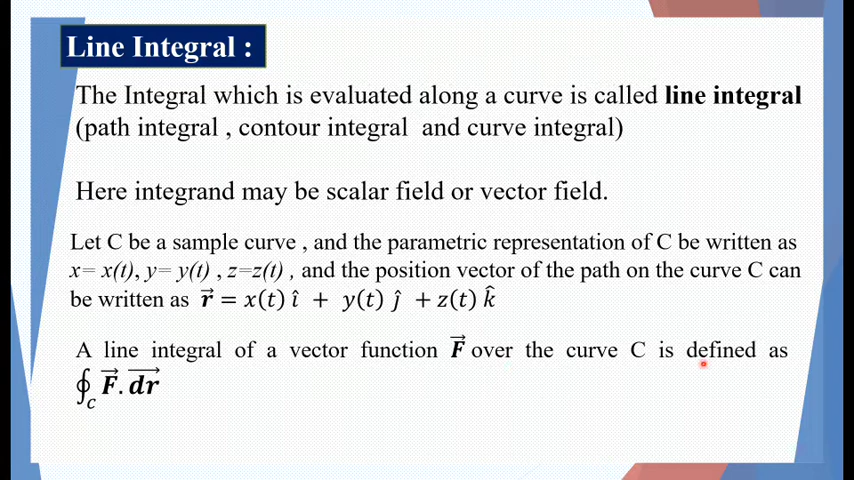 Line Integral :
The Integral which is evaluated along a curve is called line integral
(path integral , contour integral and curve integral)
Here integrand may be scalar field or vector field.
Let C be a sample curve , and the parametric representation of C be written as
x= x(t), y= y(t) , z=z(t) , and the position vector of the path on the curve C can
be written as r⃗ = x(t) î + y(t) ĵ + z(t) k̂
A line integral of a vector function F⃗ over the curve C is defined as
∮_C F⃗. d͞r⃗